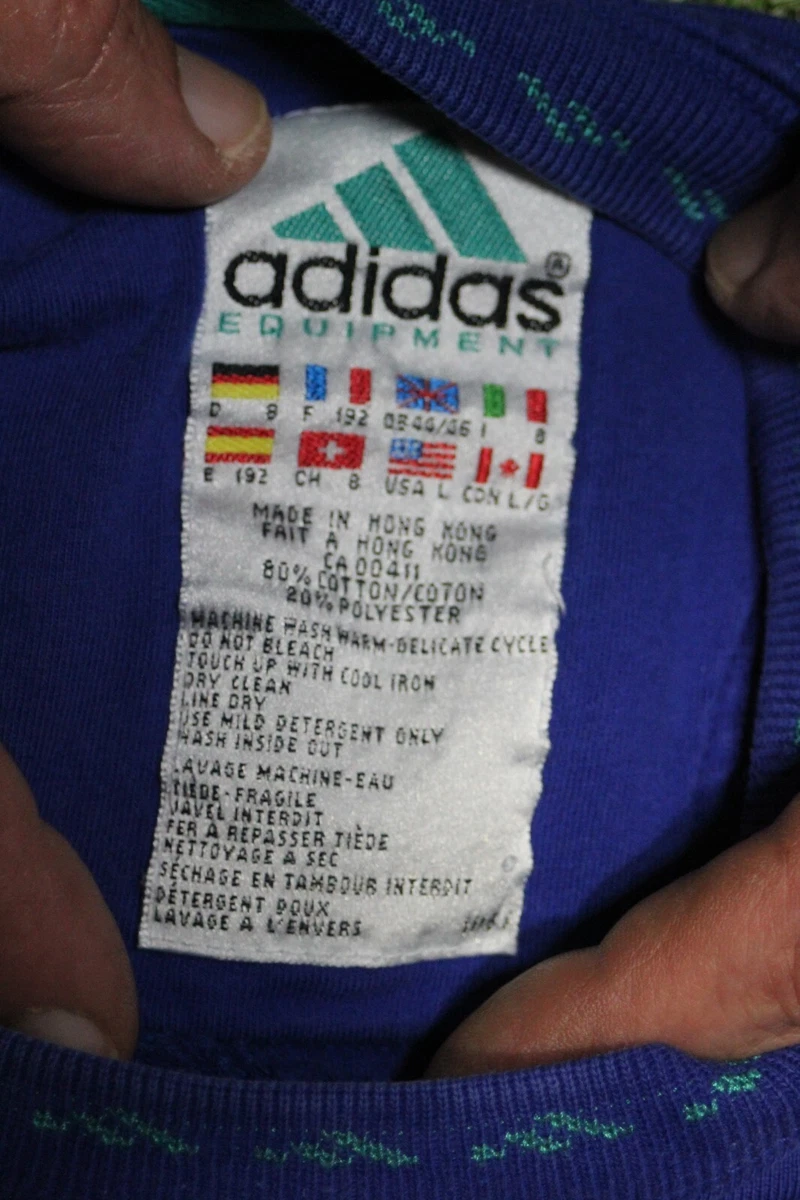 adidas®
EQUIPMENT
D 8 F 192 GB 44/46 I 8
E 192 CH 8 USA L CDN L/G
MADE IN HONG KONG
FAIT A HONG KONG
CA 00411
80% COTTON/COTON
20% POLYESTER
MACHINE WASH WARM-DELICATE CYCLE
DO NOT BLEACH
TOUCH UP WITH COOL IRON
DRY CLEAN
LINE DRY
USE MILD DETERGENT ONLY
WASH INSIDE OUT
LAVAGE MACHINE-EAU
TIEDE-FRAGILE
JAVEL INTERDIT
FER A REPASSER TIÈDE
NETTOYAGE A SEC
SÉCHAGE EN TAMBOUR INTERDIT
DÉTERGENT DOUX
LAVAGE A L'ENVERS